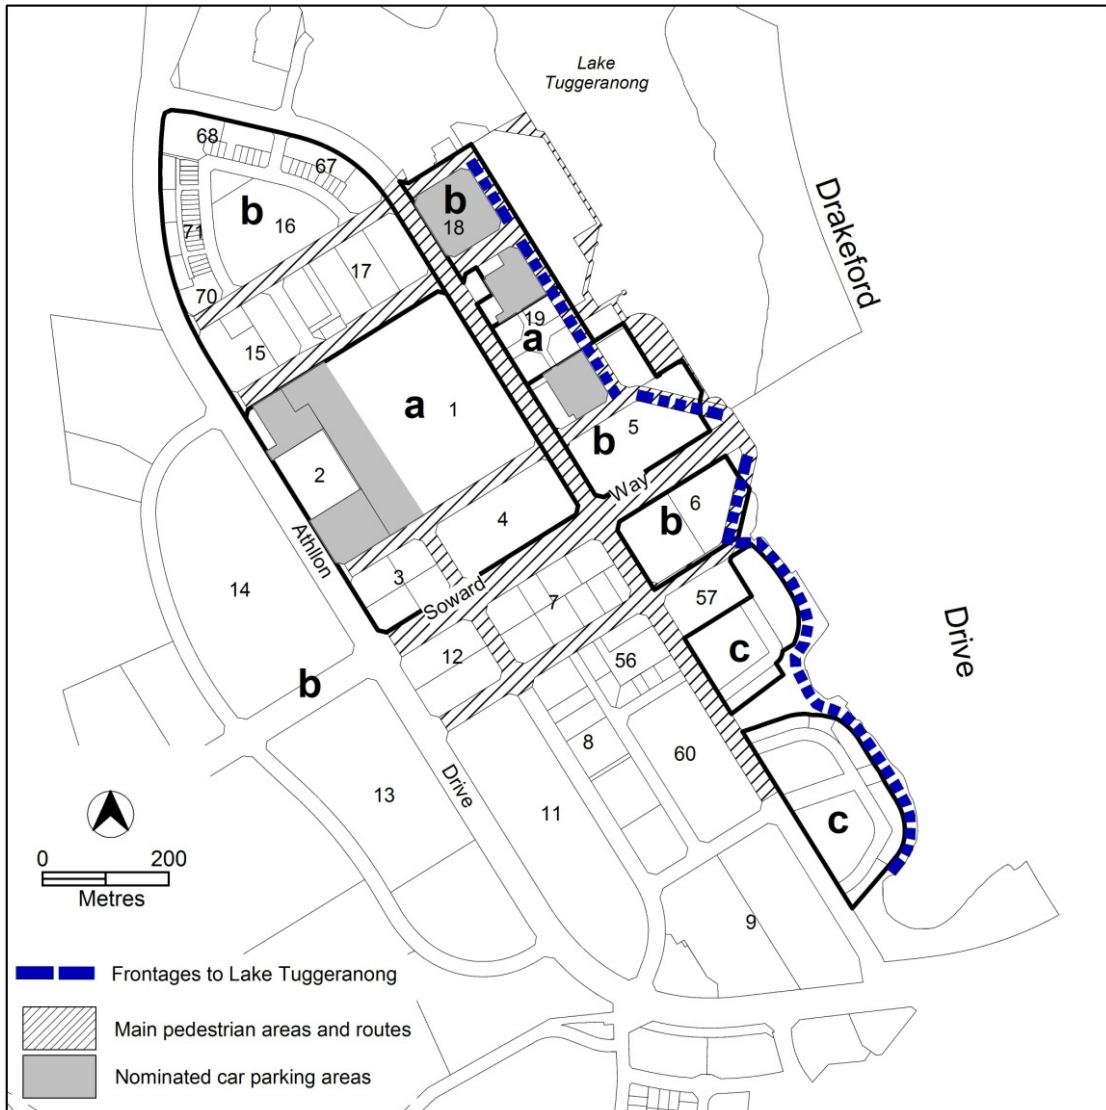 Lake
Tuggeranong
68
67
b
16
71
70
17
15
b
18
19
a
Drakeford
a
1
2
b
5
Way
4
b
6
Athllon
3
Soward
14
7
57
12
56
c
Drive
b
8
60
13
Drive
11
c
9
0 200
Metres
Frontages to Lake Tuggeranong
Main pedestrian areas and routes
Nominated car parking areas